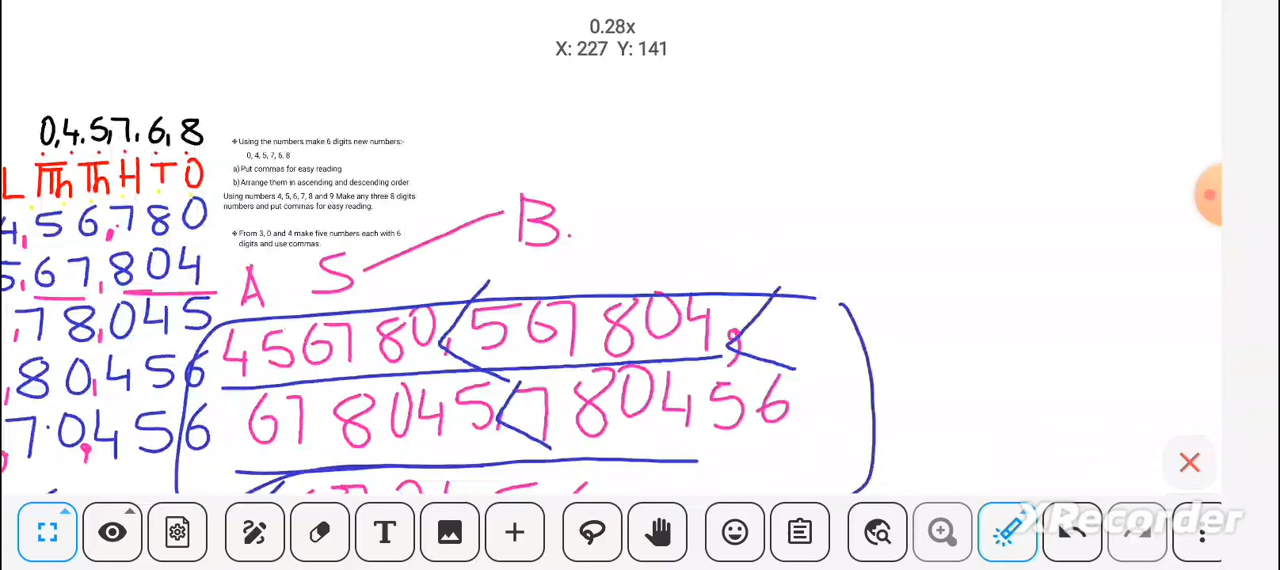 0.28x
X: 227 Y: 141
0,4.5,7.6,8
L TTh Th H T O
4,56,780
5,67,804
,78,045
,80,456
7.0,456
❖ Using the numbers make 6 digits new numbers:-
0, 4, 5, 7, 6, 8
a) Put commas for easy reading
b) Arrange them in ascending and descending order
Using numbers 4, 5, 6, 7, 8 and 9 Make any three 8 digits
numbers and put commas for easy reading.
❖ From 3, 0 and 4 make five numbers each with 6
digits and use commas.
A S B.
456780, < 567804, <
678045, < 780456
T
XRecorder